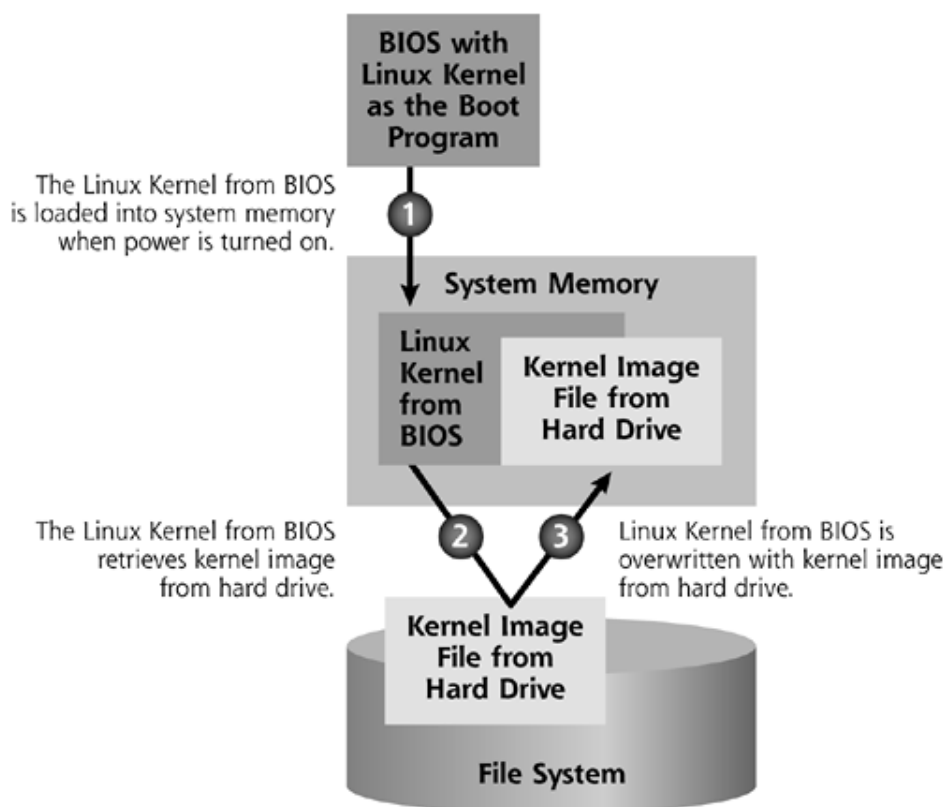 BIOS with
Linux Kernel
as the Boot
Program
The Linux Kernel from BIOS
is loaded into system memory
when power is turned on.
1
System Memory
Linux
Kernel
from
BIOS
Kernel Image
File from
Hard Drive
The Linux Kernel from BIOS
retrieves kernel image
from hard drive.
2
3
Linux Kernel from BIOS is
overwritten with kernel image
from hard drive.
Kernel Image
File from
Hard Drive
File System